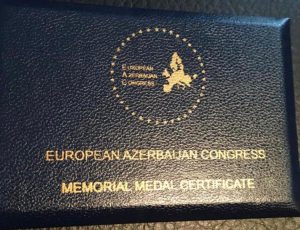 EUROPEAN
AZERBAIJAN
CONGRESS
EUROPEAN AZERBAIJAN CONGRESS
MEMORIAL MEDAL CERTIFICATE